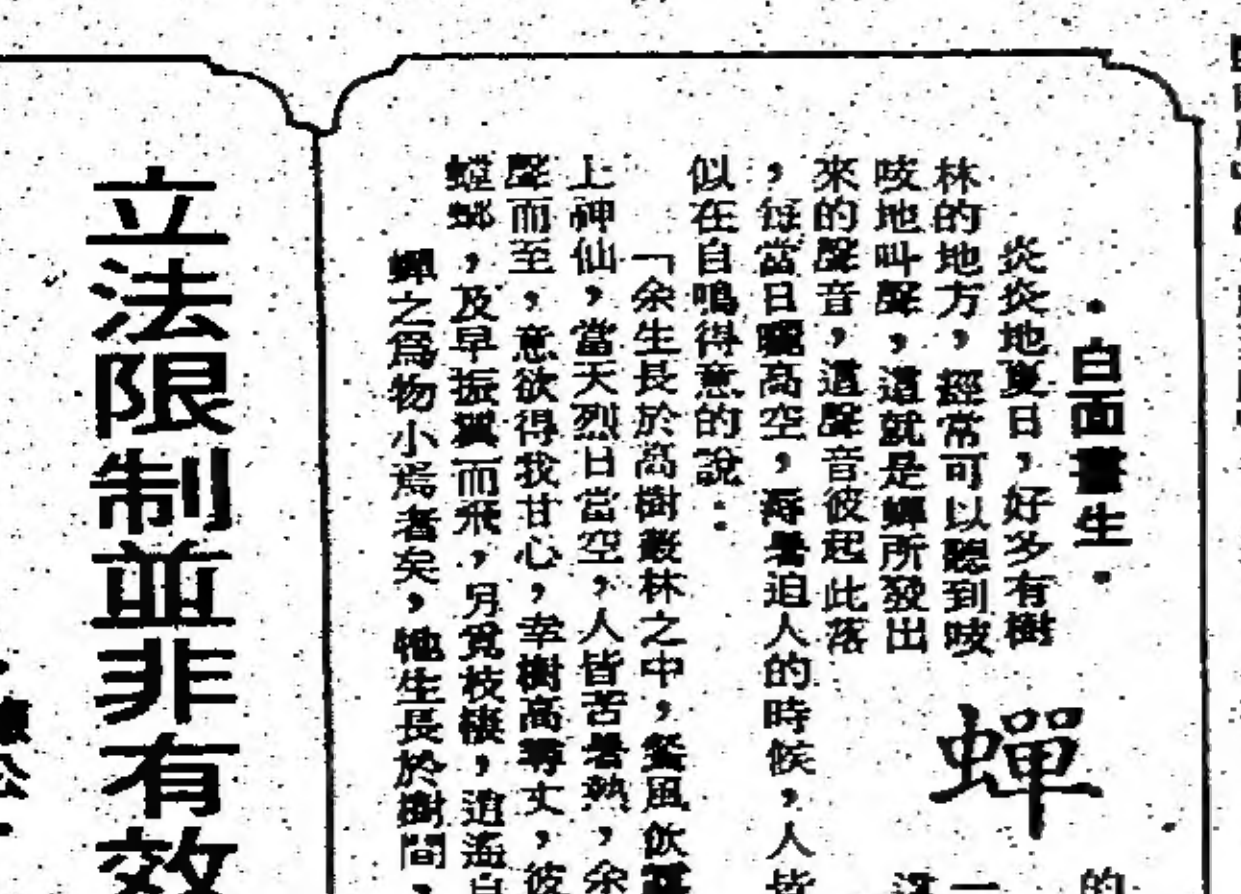 ·白面書生·
蟬
炎炎地夏日，好多有樹
林的地方，經常可以聽到吱
吱地叫聲，這就是蟬所發出
來的聲音，這聲音彼起此落
，每當日曬高空，溽暑迫人的時候，人皆
似在自鳴得意的說：
「余生長於高樹叢林之中，餐風飲露
上神仙，當天烈日當空，人皆苦暑熱，余
聲而至，意欲得我甘心，幸樹高尋丈，彼
螳螂，及早振翼而飛，另覓枝棲，逍遙自
蟬之為物小焉者矣，牠生長於樹間，
的
一
立法限制並非有效